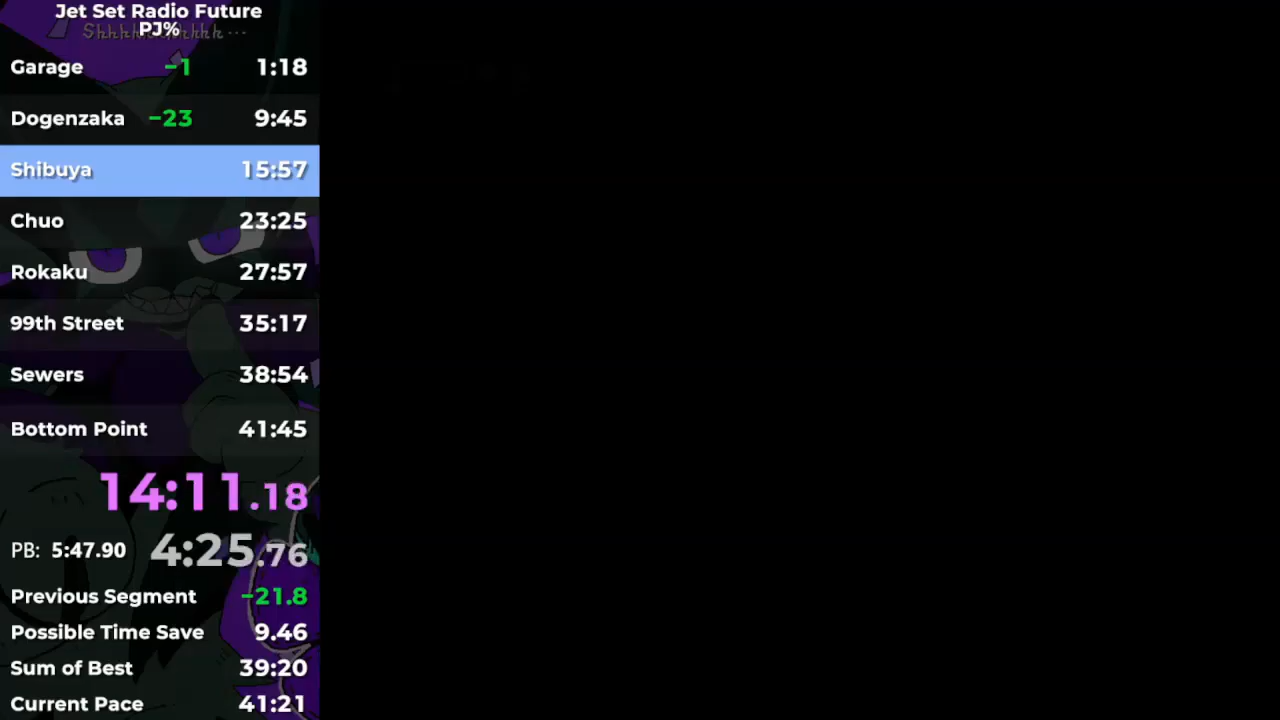 Jet Set Radio Future
PJ%
Shhhhhhhhhh...
Garage -1 1:18
Dogenzaka -23 9:45
Shibuya 15:57
Chuo 23:25
Rokaku 27:57
99th Street 35:17
Sewers 38:54
Bottom Point 41:45
14:11.18
PB: 5:47.90 4:25.76
Previous Segment -21.8
Possible Time Save 9.46
Sum of Best 39:20
Current Pace 41:21